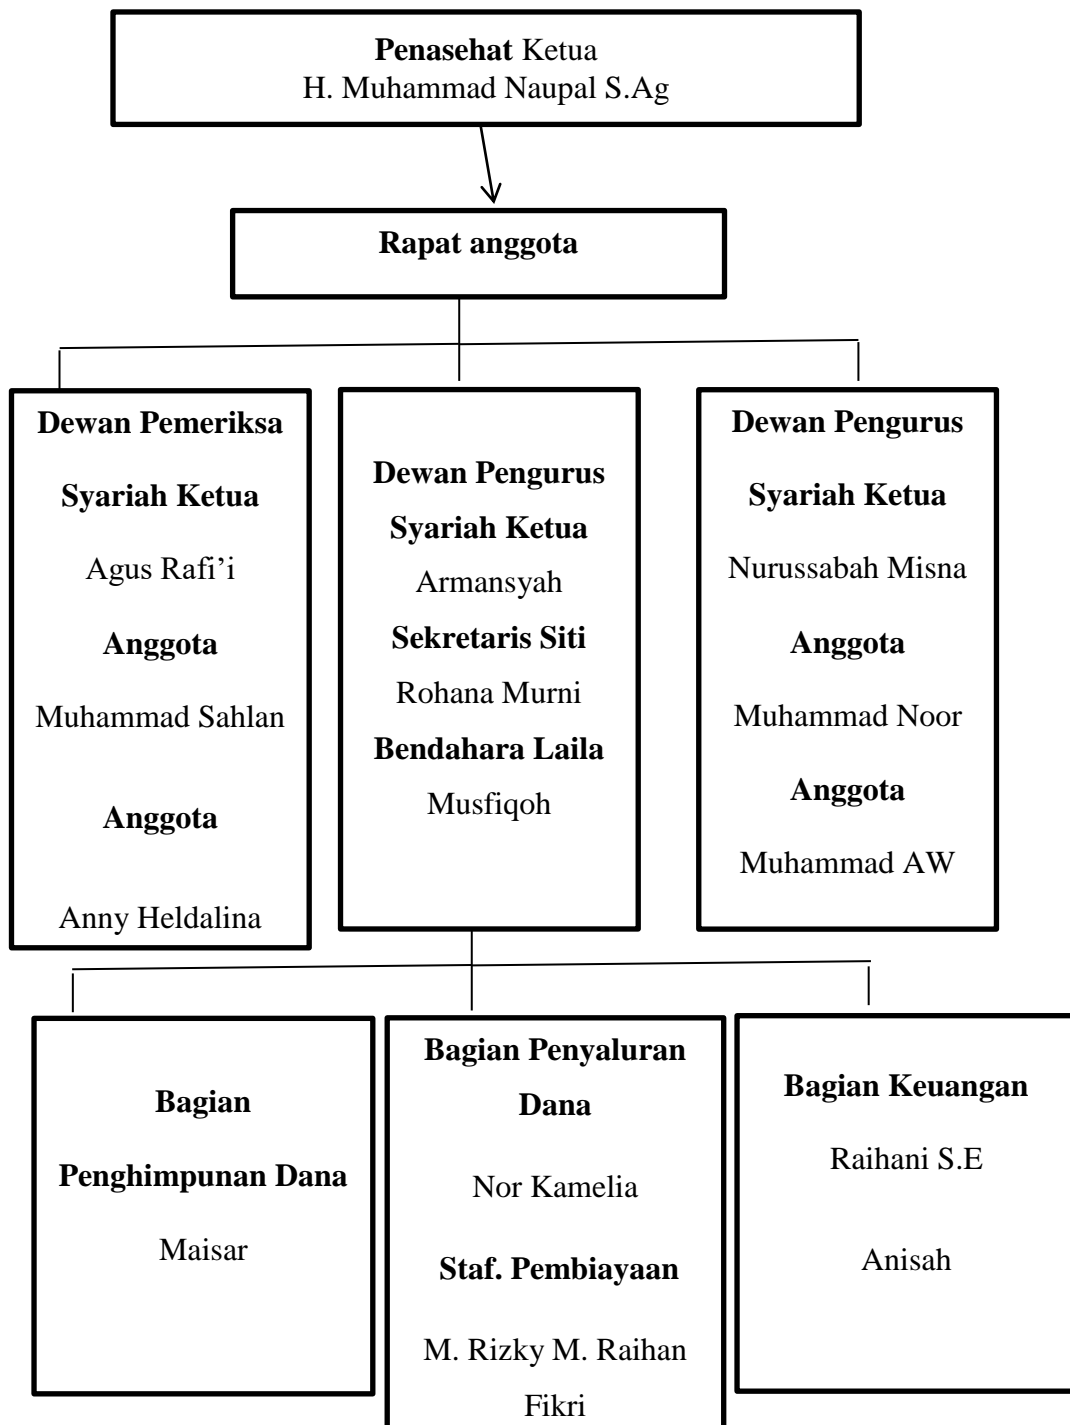 Penasehat Ketua
H. Muhammad Naupal S.Ag
Rapat anggota
Dewan Pemeriksa
Syariah Ketua
Agus Rafi’i
Anggota
Muhammad Sahlan
Anggota
Anny Heldalina
Dewan Pengurus
Syariah Ketua
Armansyah
Sekretaris Siti
Rohana Murni
Bendahara Laila
Musfiqoh
Dewan Pengurus
Syariah Ketua
Nurussabah Misna
Anggota
Muhammad Noor
Anggota
Muhammad AW
Bagian
Penghimpunan Dana
Maisar
Bagian Penyaluran
Dana
Nor Kamelia
Staf. Pembiayaan
M. Rizky M. Raihan
Fikri
Bagian Keuangan
Raihani S.E
Anisah